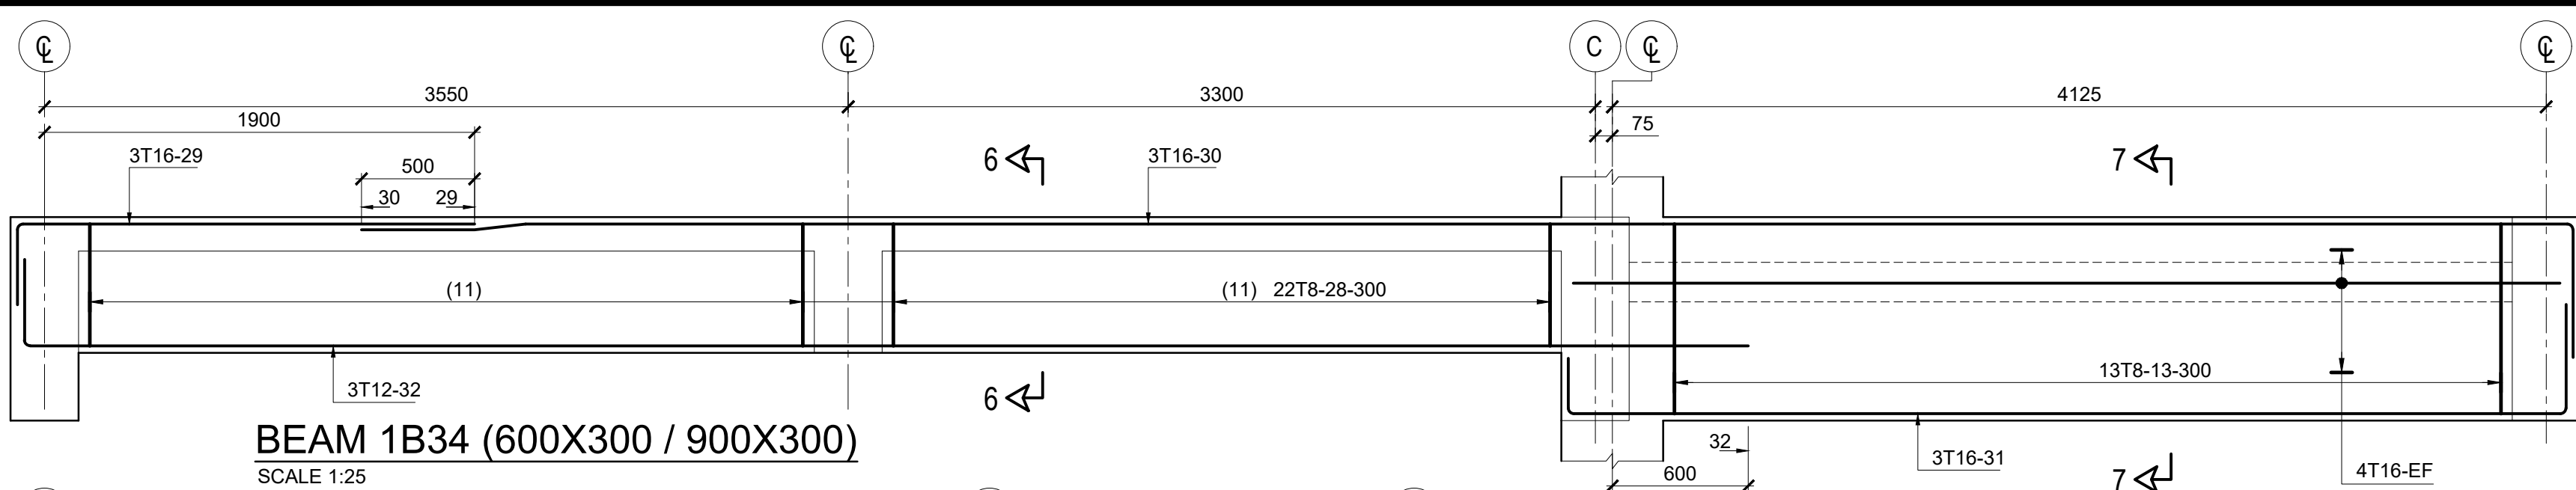 ℄ ℄ C ℄ ℄
3550 3300 4125
1900 75
3T16-29 500 6 3T16-30 7
30 29
(11) (11) 22T8-28-300
13T8-13-300
3T12-32 6
BEAM 1B34 (600X300 / 900X300)
SCALE 1:25
32 3T16-31
600 7 4T16-EF